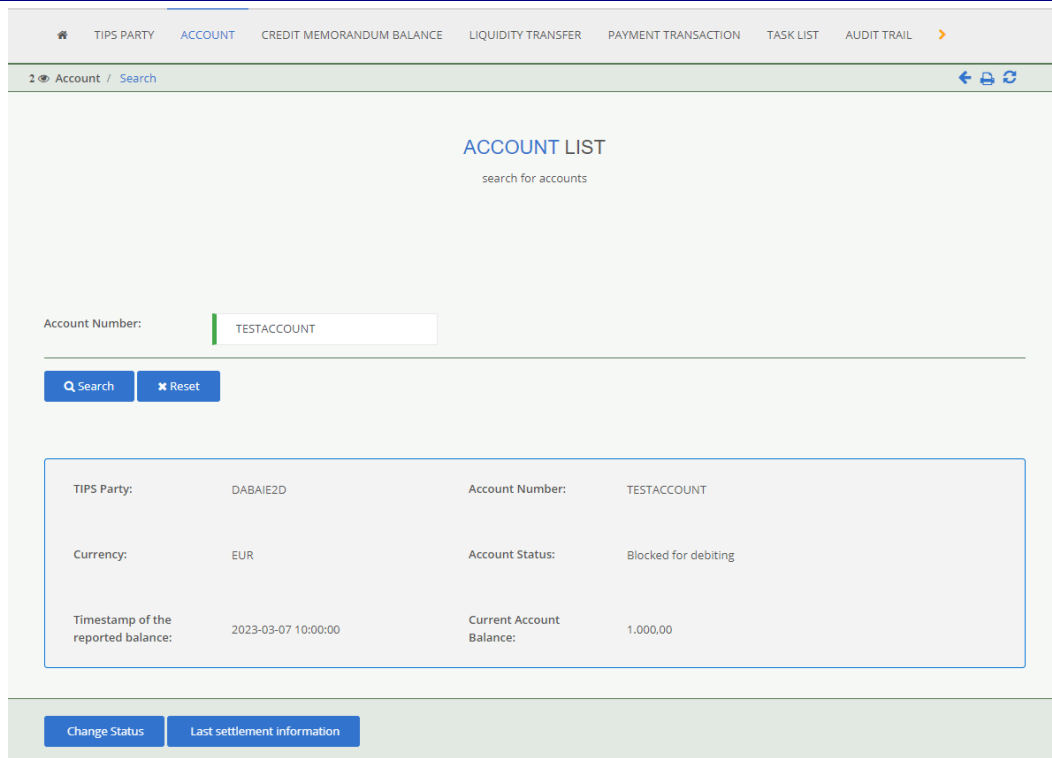 TIPS PARTY ACCOUNT CREDIT MEMORANDUM BALANCE LIQUIDITY TRANSFER PAYMENT TRANSACTION TASK LIST AUDIT TRAIL
2 Account / Search
ACCOUNT LIST
search for accounts
Account Number: TESTACCOUNT
Search Reset
TIPS Party: DABAIE2D Account Number: TESTACCOUNT
Currency: EUR Account Status: Blocked for debiting
Timestamp of the
reported balance: 2023-03-07 10:00:00 Current Account
Balance: 1.000,00
Change Status Last settlement information